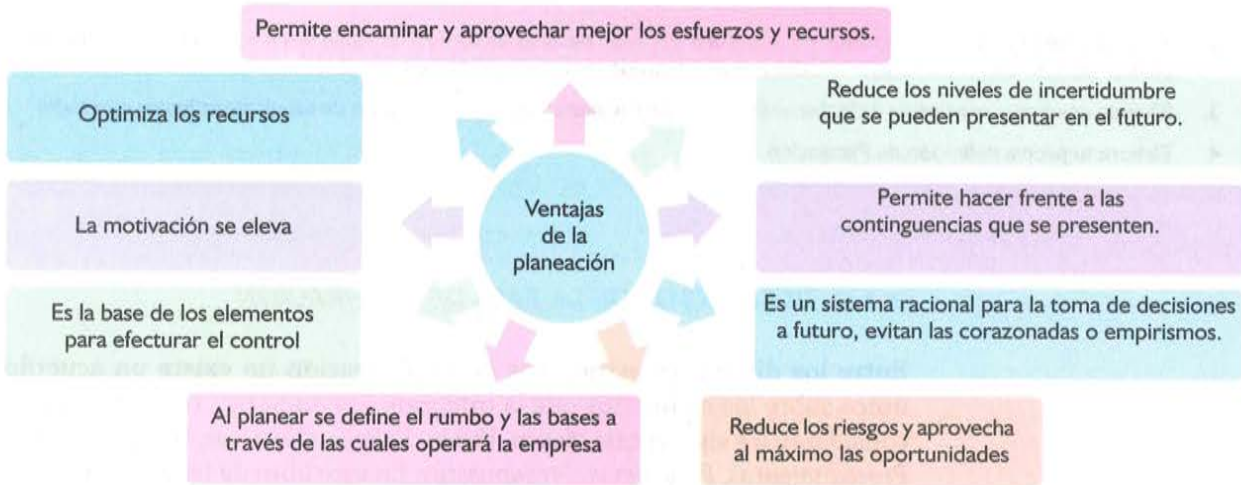 Permite encaminar y aprovechar mejor los esfuerzos y recursos.
Optimiza los recursos
Reduce los niveles de incertidumbre
que se pueden presentar en el futuro.
La motivación se eleva
Ventajas
de la
planeación
Permite hacer frente a las
continguencias que se presenten.
Es la base de los elementos
para efecturar el control
Es un sistema racional para la toma de decisiones
a futuro, evitan las corazonadas o empirismos.
Al planear se define el rumbo y las bases a
través de las cuales operará la empresa
Reduce los riesgos y aprovecha
al máximo las oportunidades